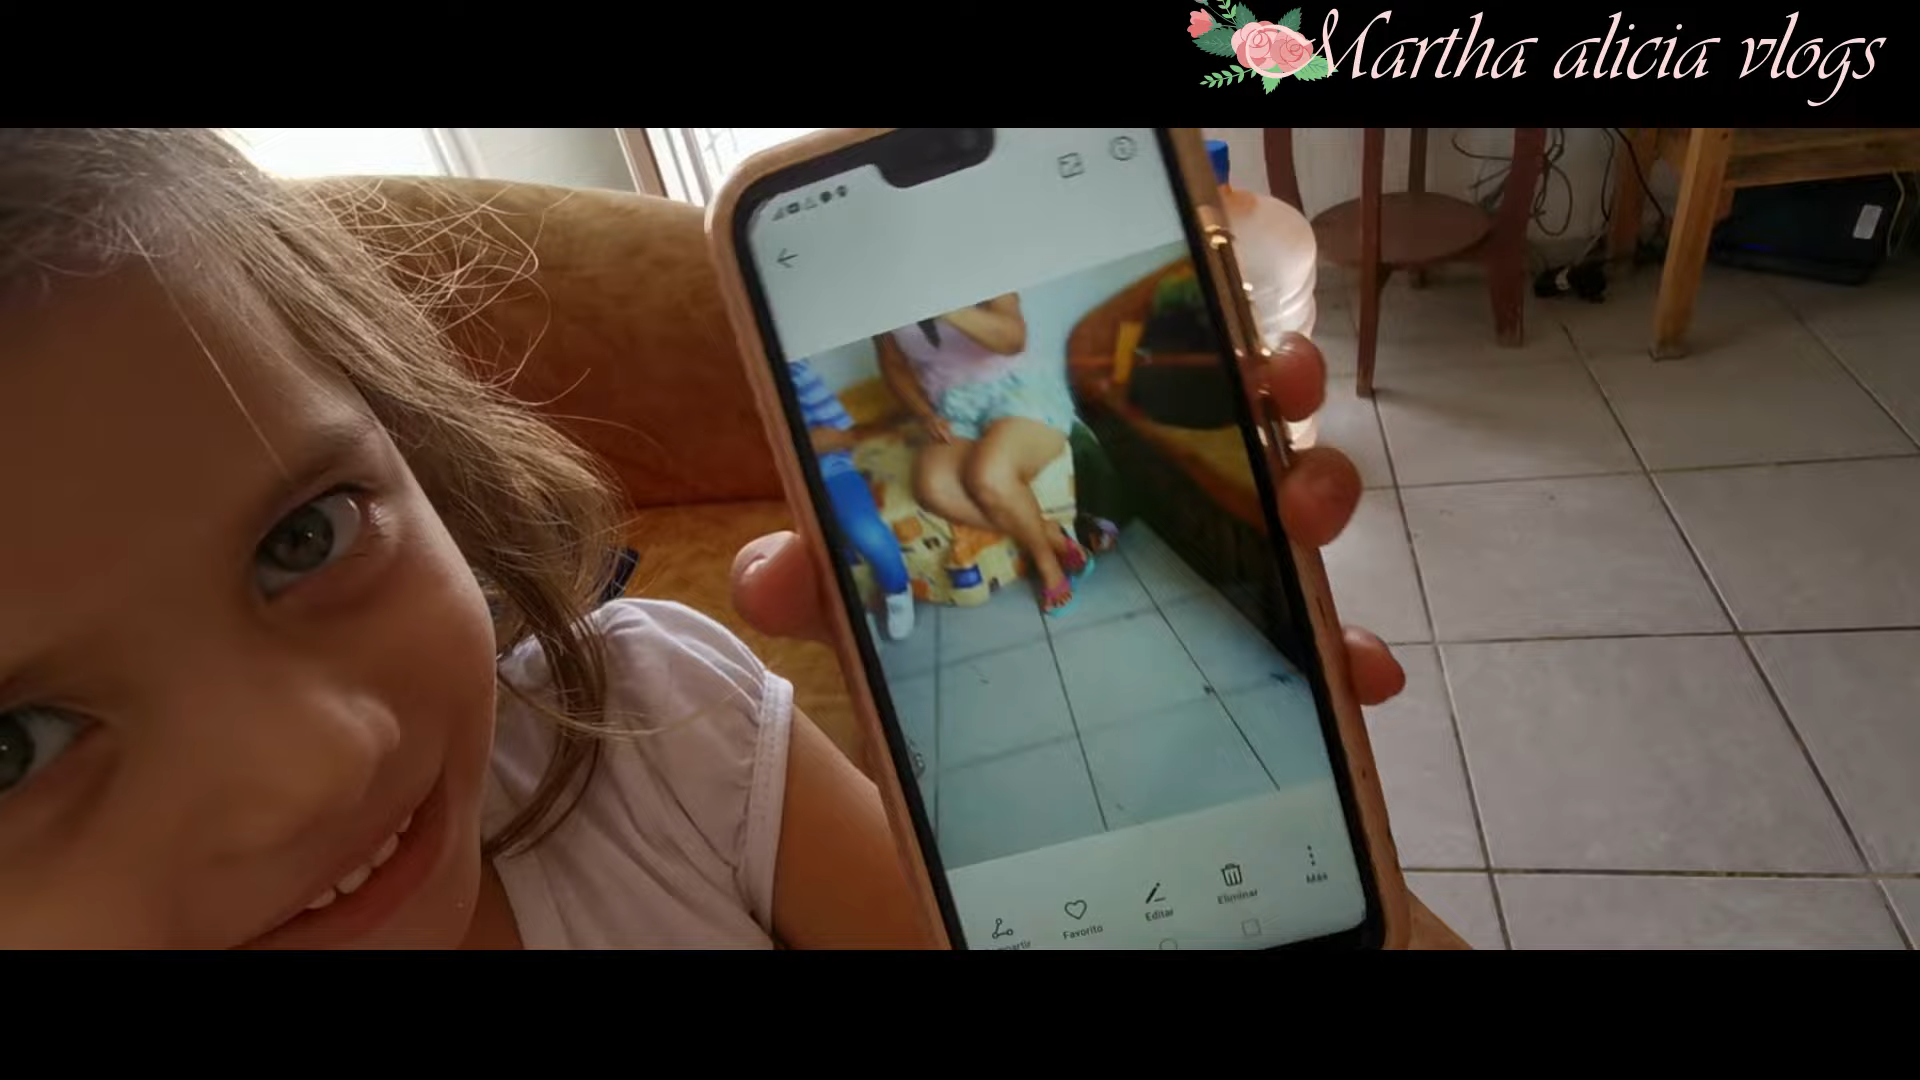 Martha alicia vlogs
Favorito
Editar
Eliminar
Más